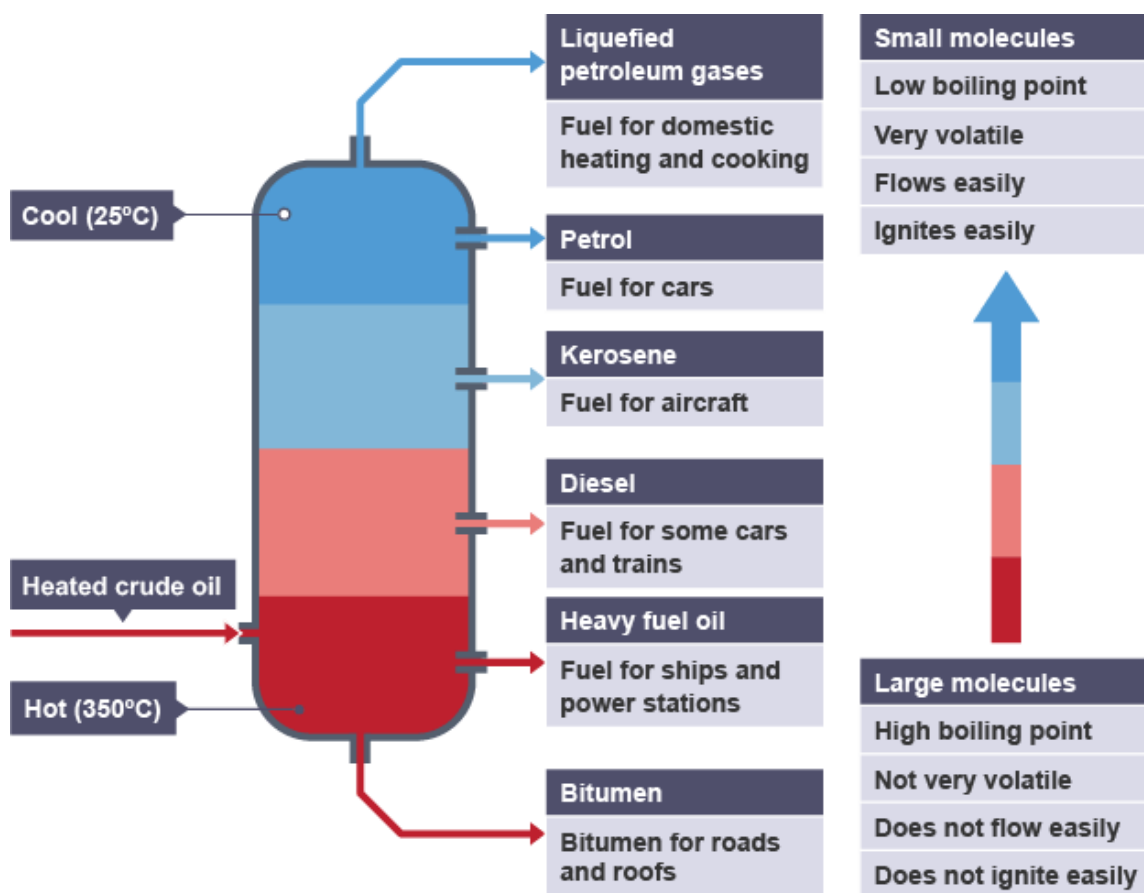 Liquefied
petroleum gases
Fuel for domestic
heating and cooking
Cool (25ºC)
Petrol
Fuel for cars
Kerosene
Fuel for aircraft
Diesel
Fuel for some cars
and trains
Heated crude oil
Heavy fuel oil
Fuel for ships and
power stations
Hot (350ºC)
Bitumen
Bitumen for roads
and roofs
Small molecules
Low boiling point
Very volatile
Flows easily
Ignites easily
Large molecules
High boiling point
Not very volatile
Does not flow easily
Does not ignite easily